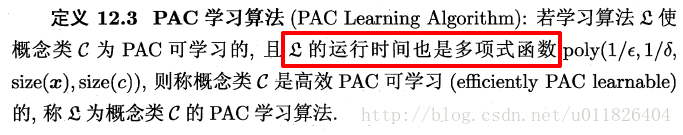 定义 12.3 PAC 学习算法 (PAC Learning Algorithm): 若学习算法 𝔏 使
概念类 𝒞 为 PAC 可学习的, 且 𝔏 的运行时间也是多项式函数 poly(1/ϵ, 1/δ,
size(𝒙), size(c)), 则称概念类 𝒞 是高效 PAC 可学习 (efficiently PAC learnable)
的, 称 𝔏 为概念类 𝒞 的 PAC 学习算法.
http://blog.csdn.net/u011826404